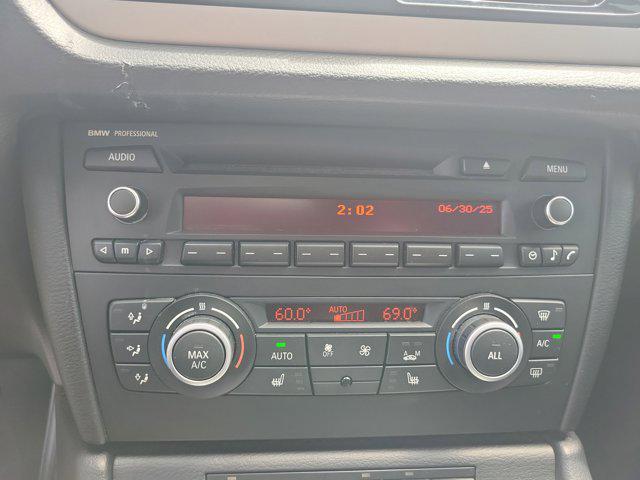 BMW PROFESSIONAL
AUDIO
MENU
2:02 06/30/25
m
60.0° AUTO 69.0°
MAX
A/C
AUTO
OFF
A M
ALL
A/C